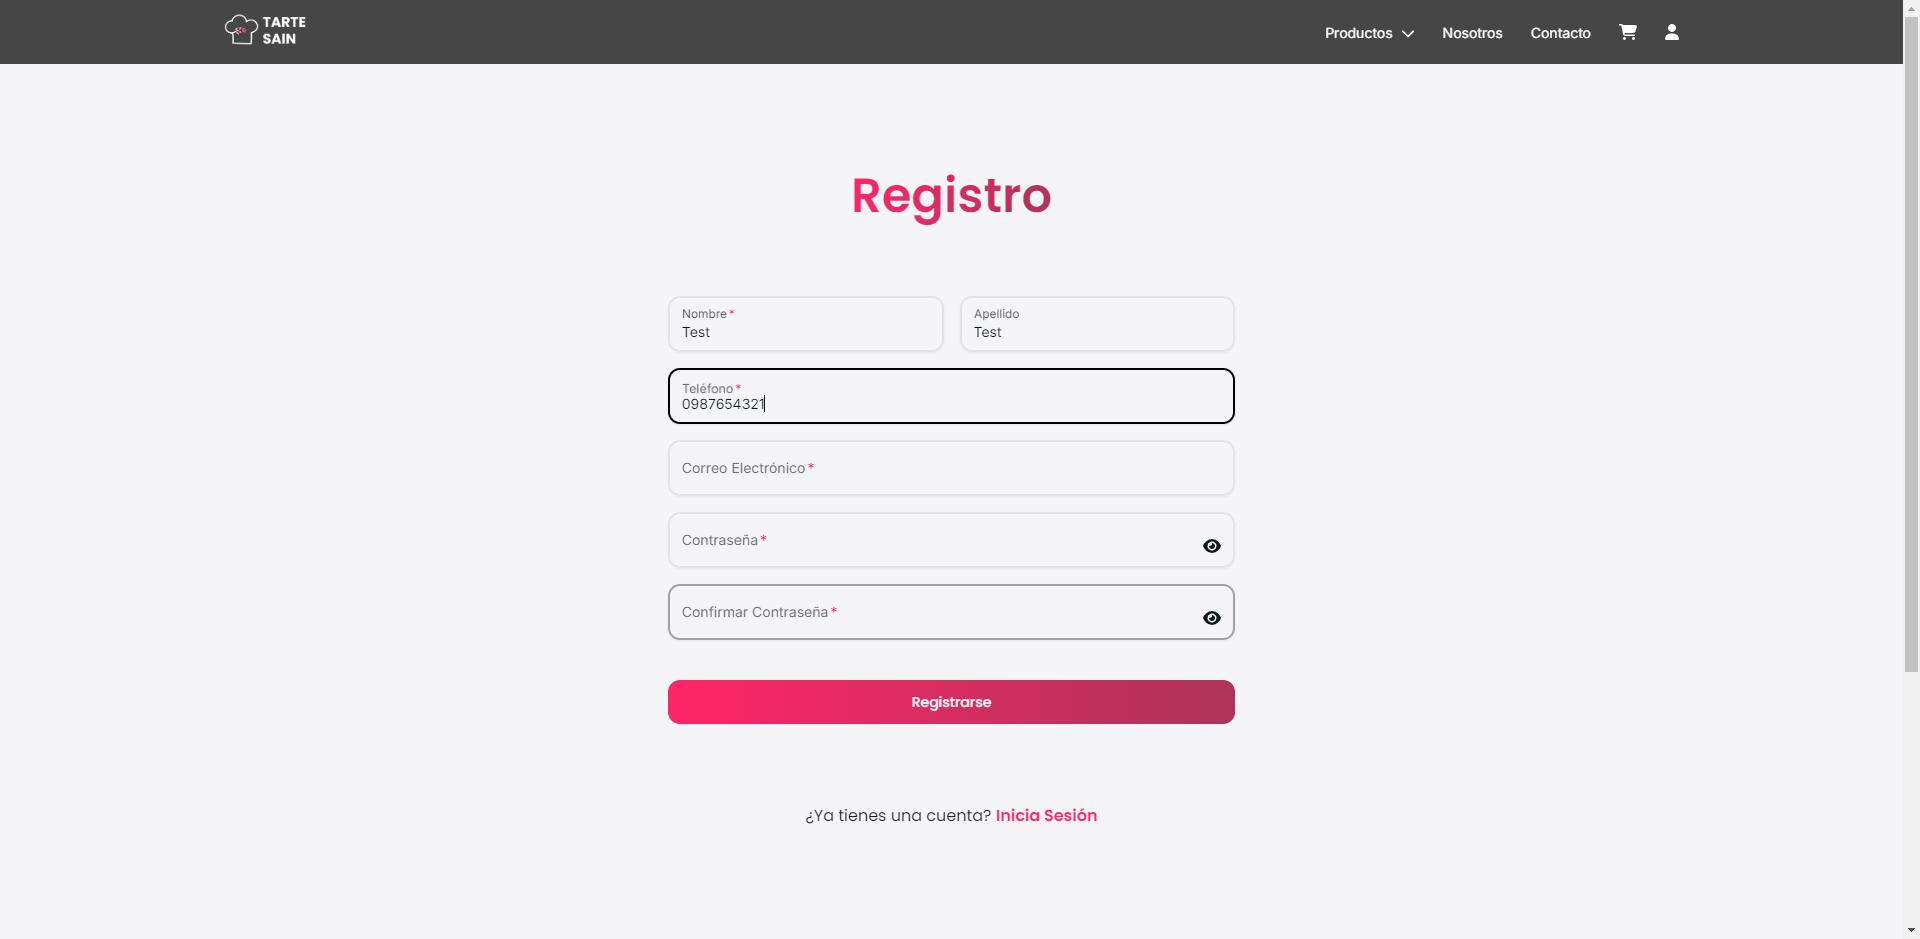 TARTE
SAIN
Productos Nosotros Contacto
Registro
Nombre*
Test
Apellido
Test
Teléfono*
0987654321
Correo Electrónico*
Contraseña*
Confirmar Contraseña*
Registrarse
¿Ya tienes una cuenta? Inicia Sesión